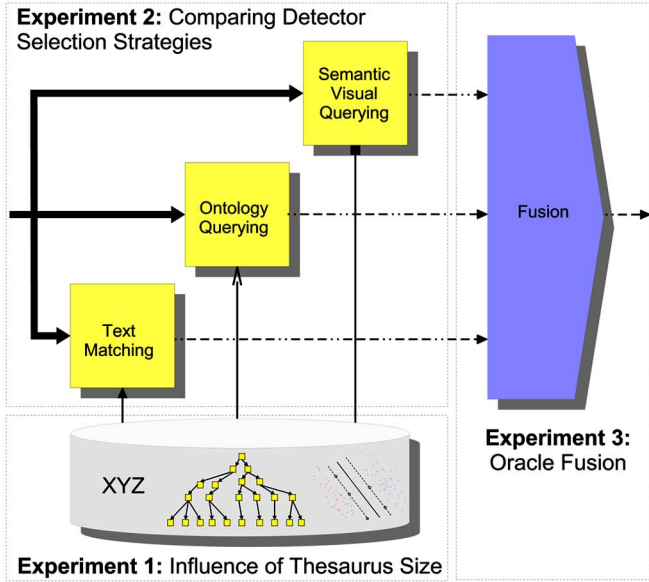 Experiment 2: Comparing Detector
Selection Strategies
Semantic
Visual
Querying
Ontology
Querying
Text
Matching
Fusion
Experiment 3:
Oracle Fusion
XYZ
Experiment 1: Influence of Thesaurus Size